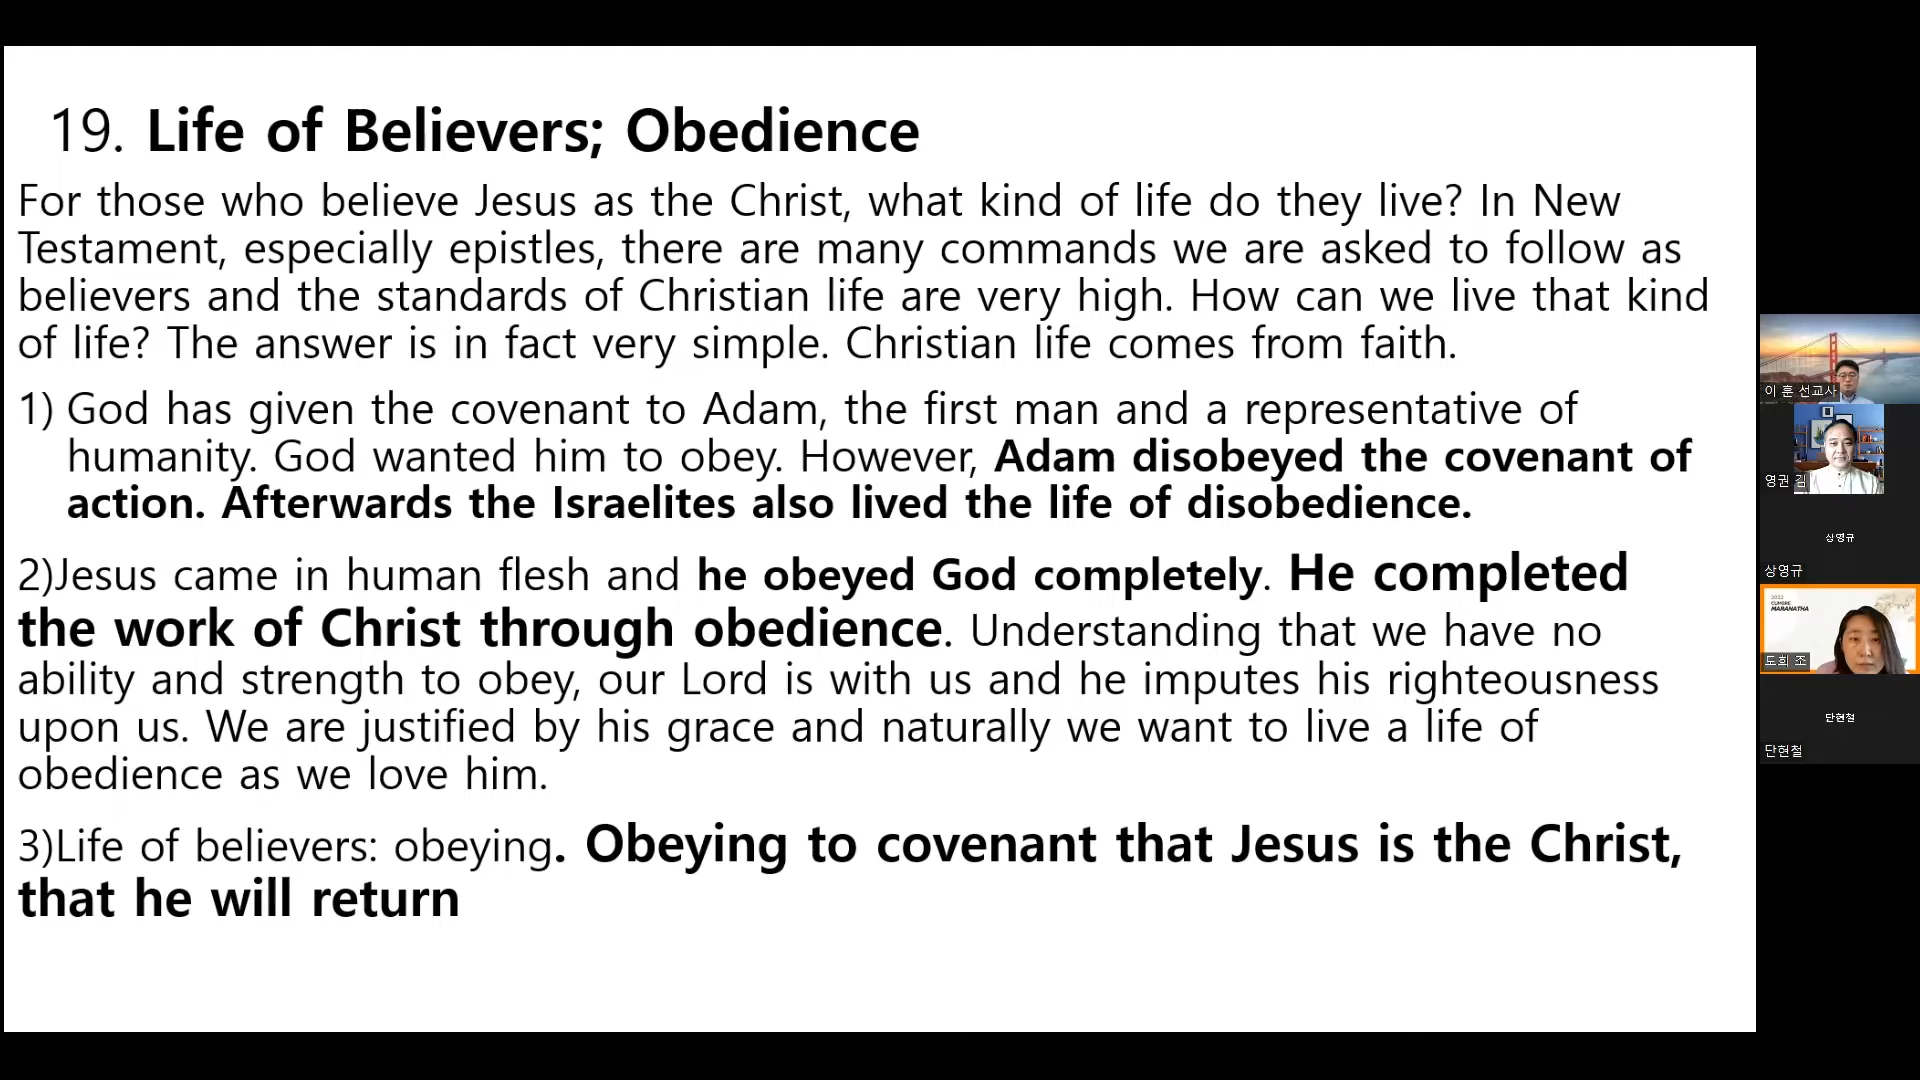 19. Life of Believers; Obedience
For those who believe Jesus as the Christ, what kind of life do they live? In New
Testament, especially epistles, there are many commands we are asked to follow as
believers and the standards of Christian life are very high. How can we live that kind
of life? The answer is in fact very simple. Christian life comes from faith.
1) God has given the covenant to Adam, the first man and a representative of
humanity. God wanted him to obey. However, Adam disobeyed the covenant of
action. Afterwards the Israelites also lived the life of disobedience.
2)Jesus came in human flesh and he obeyed God completely. He completed
the work of Christ through obedience. Understanding that we have no
ability and strength to obey, our Lord is with us and he imputes his righteousness
upon us. We are justified by his grace and naturally we want to live a life of
obedience as we love him.
3)Life of believers: obeying. Obeying to covenant that Jesus is the Christ,
that he will return
이 훈 선교사
영권 김
상영규
상영규
2022
CUMBRE
MARANATHA
도희 조
단현철
단현철